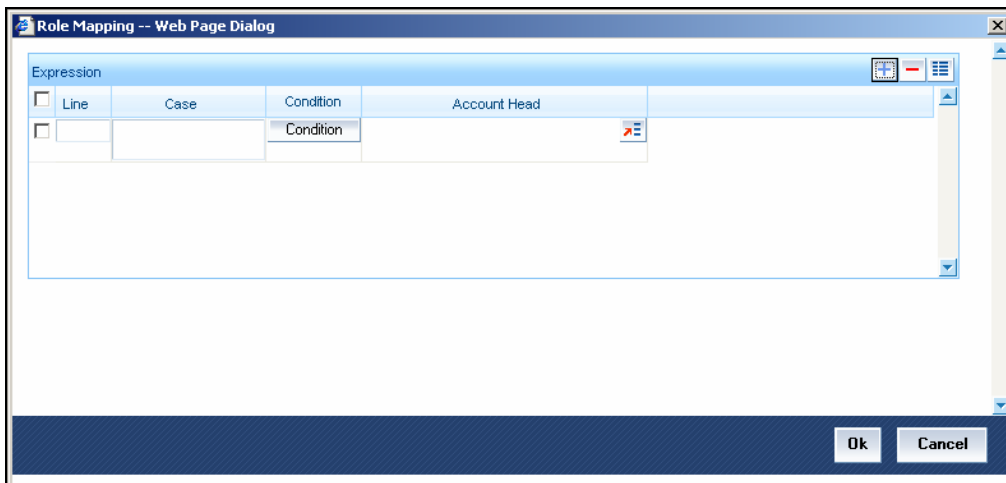 Role Mapping -- Web Page Dialog
Expression
Line Case Condition Account Head
Condition
Ok Cancel